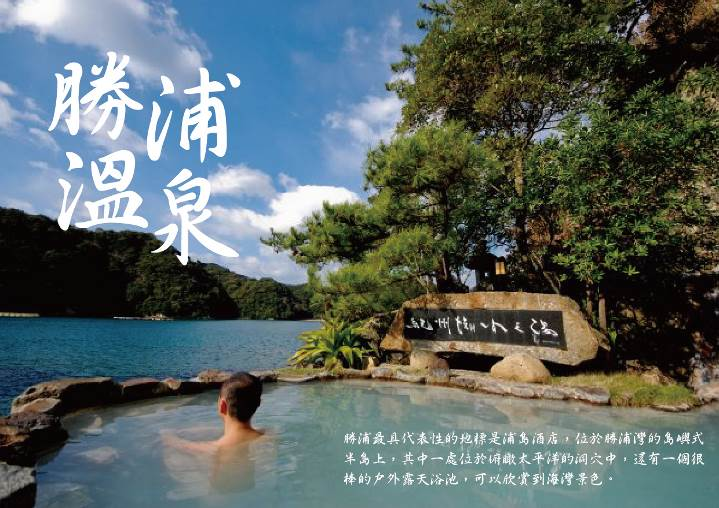 勝浦
溫泉
勝浦最具代表性的地標是浦島酒店，位於勝浦灣的島嶼式
半島上，其中一處位於俯瞰太平洋的洞穴中，還有一個很
棒的戶外露天浴池，可以欣賞到海灣景色。